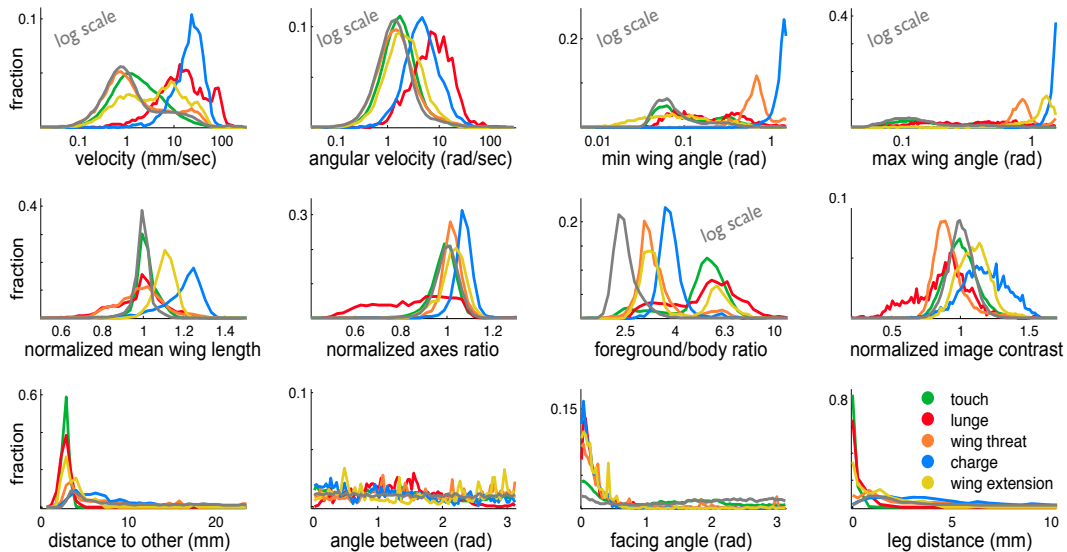 0.1
log scale
fraction
0.1 1 10 100
velocity (mm/sec)
0.1
log scale
0.1 1 10 100
angular velocity (rad/sec)
0.2
log scale
0.01 0.1 1
min wing angle (rad)
0.4
log scale
0.1 1
max wing angle (rad)
0.4
fraction
0.6 0.8 1 1.2 1.4
normalized mean wing length
0.3
0.6 0.8 1 1.2
normalized axes ratio
0.2
log scale
2.5 4 6.3 10
foreground/body ratio
0.1
0.5 1 1.5
normalized image contrast
0.6
fraction
0 10 20
distance to other (mm)
0.1
0 1 2 3
angle between (rad)
0.15
0 1 2 3
facing angle (rad)
0.8
touch
lunge
wing threat
charge
wing extension
0 5 10
leg distance (mm)